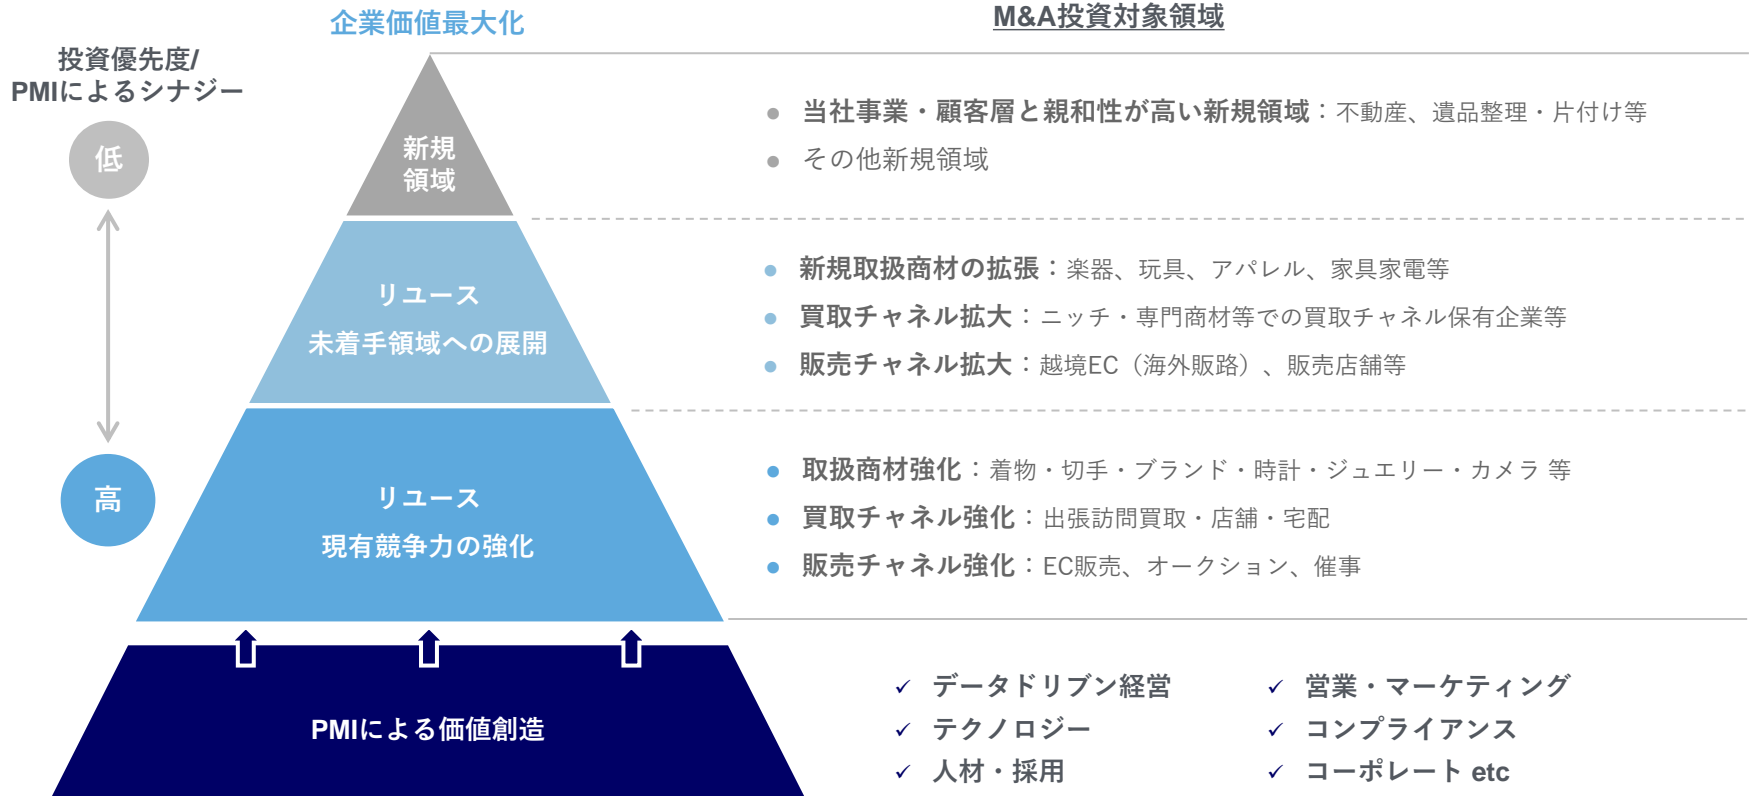 企業価値最大化
M&A投資対象領域
投資優先度/
PMIによるシナジー
低
高
新規
領域
● 当社事業・顧客層と親和性が高い新規領域：不動産、遺品整理・片付け等
● その他新規領域
リユース
未着手領域への展開
● 新規取扱商材の拡張：楽器、玩具、アパレル、家具家電等
● 買取チャネル拡大：ニッチ・専門商材等での買取チャネル保有企業等
● 販売チャネル拡大：越境EC（海外販路）、販売店舗等
リユース
現有競争力の強化
● 取扱商材強化：着物・切手・ブランド・時計・ジュエリー・カメラ 等
● 買取チャネル強化：出張訪問買取・店舗・宅配
● 販売チャネル強化：EC販売、オークション、催事
PMIによる価値創造
✓ データドリブン経営
✓ テクノロジー
✓ 人材・採用
✓ 営業・マーケティング
✓ コンプライアンス
✓ コーポレート etc